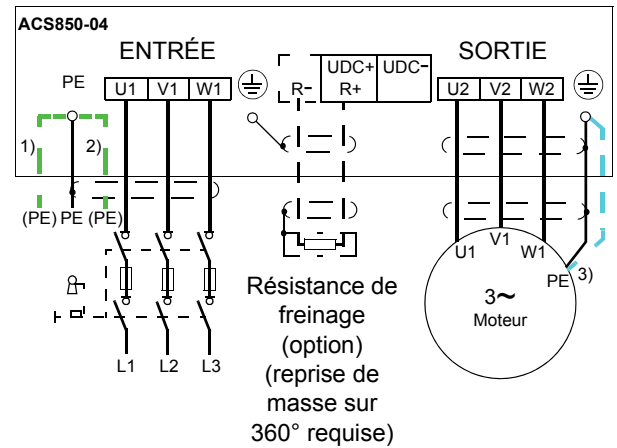 ACS850-04
ENTRÉE
SORTIE
PE
U1 V1 W1
R-
UDC+ UDC-
R+
U2 V2 W2
1)
2)
(PE) PE (PE)
U1 V1 W1
PE 3)
3~
Moteur
Résistance de
freinage
(option)
(reprise de
masse sur
360° requise)
L1 L2 L3